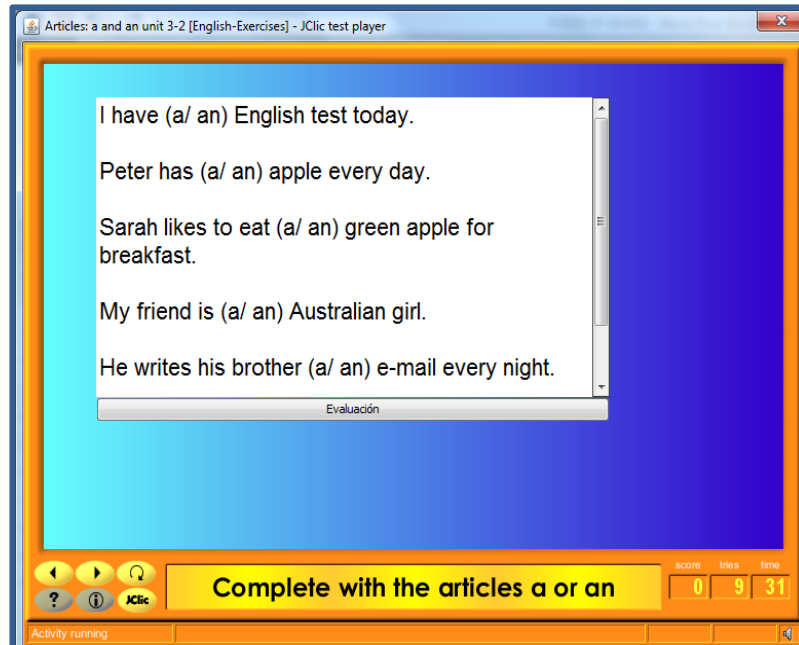 Articles: a and an unit 3-2 [English-Exercises] - JClic test player
I have (a/ an) English test today.
Peter has (a/ an) apple every day.
Sarah likes to eat (a/ an) green apple for
breakfast.
My friend is (a/ an) Australian girl.
He writes his brother (a/ an) e-mail every night.
Evaluación
Complete with the articles a or an
score tries time
0 9 31
? i JClic
Activity running